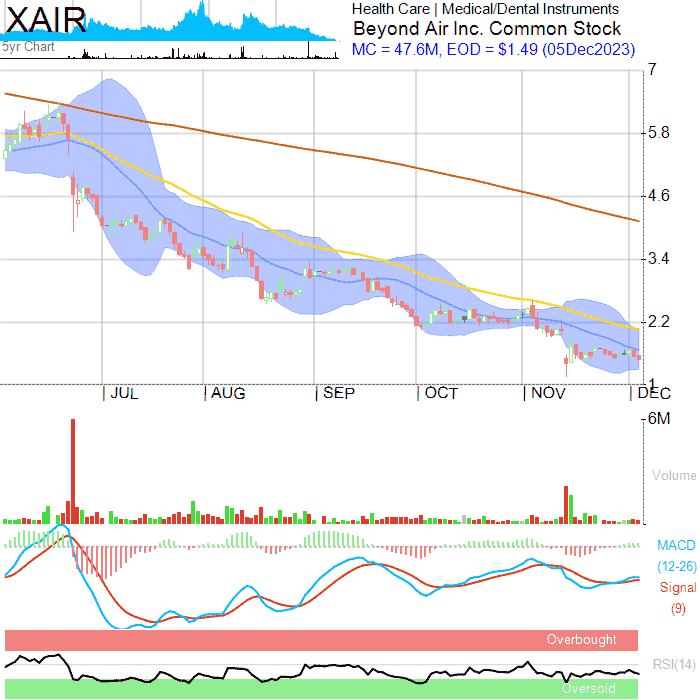 XAIR
5yr Chart
Health Care | Medical/Dental Instruments
Beyond Air Inc. Common Stock
MC = 47.6M, EOD = $1.49 (05Dec2023)
7
5.8
4.6
3.4
2.2
1
JUL
AUG
SEP
OCT
NOV
DEC
6M
Volume
MACD
(12-26)
Signal
(9)
Overbought
RSI(14)
Oversold